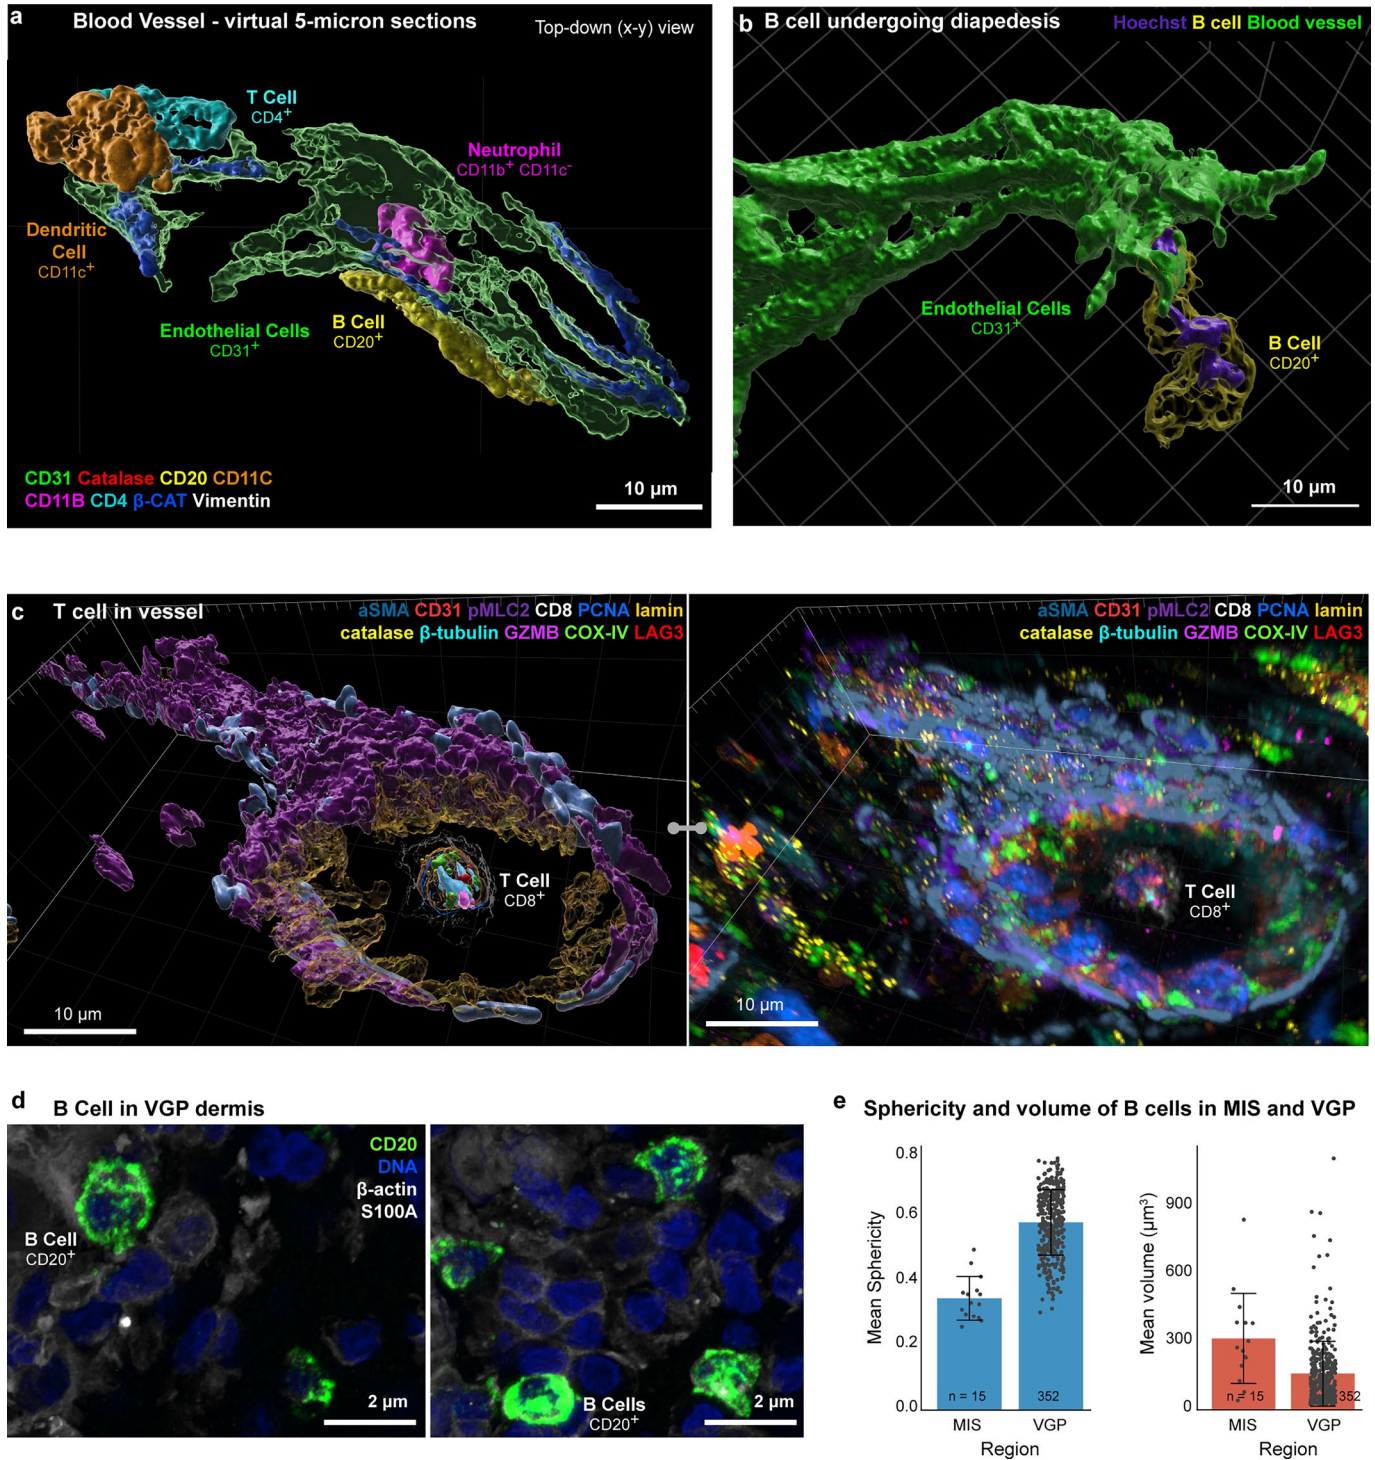 a
Blood Vessel - virtual 5-micron sections
Top-down (x-y) view
T Cell
CD4+
Neutrophil
CD11b+ CD11c-
Dendritic
Cell
CD11c+
Endothelial Cells
CD31+
B Cell
CD20+
CD31 Catalase CD20 CD11C
CD11B CD4 β-CAT Vimentin
10 µm
b
B cell undergoing diapedesis
Hoechst B cell Blood vessel
Endothelial Cells
CD31+
B Cell
CD20+
10 µm
c
T cell in vessel
aSMA CD31 pMLC2 CD8 PCNA lamin
catalase β-tubulin GZMB COX-IV LAG3
T Cell
CD8+
10 µm
aSMA CD31 pMLC2 CD8 PCNA lamin
catalase β-tubulin GZMB COX-IV LAG3
T Cell
CD8+
10 µm
d
B Cell in VGP dermis
CD20
DNA
β-actin
S100A
B Cell
CD20+
2 µm
B Cells
CD20+
2 µm
e
Sphericity and volume of B cells in MIS and VGP
Mean Sphericity
0.8
0.6
0.4
0.2
0.0
n = 15
352
MIS
VGP
Region
Mean volume (µm³)
900
600
300
0
n = 15
352
MIS
VGP
Region